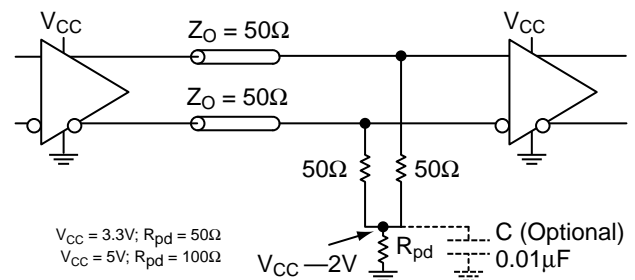 VCC
ZO = 50Ω
VCC
ZO = 50Ω
50Ω
50Ω
VCC = 3.3V; Rpd = 50Ω
VCC = 5V; Rpd = 100Ω
VCC —2V
Rpd
C (Optional)
0.01µF